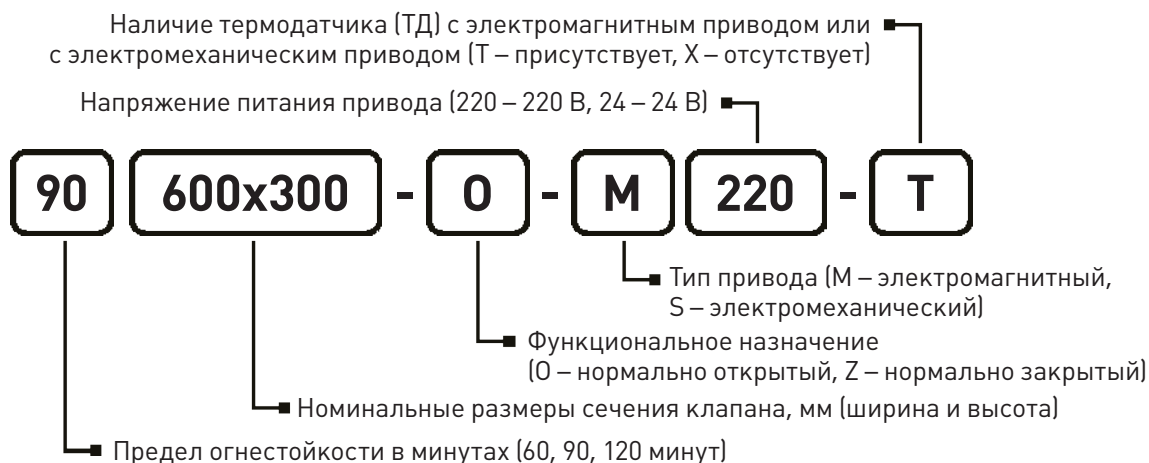 Наличие термодатчика (ТД) с электромагнитным приводом или
с электромеханическим приводом (Т – присутствует, Х – отсутствует)
Напряжение питания привода (220 – 220 В, 24 – 24 В)
90 600x300 - O - M 220 - T
Тип привода (М – электромагнитный,
S – электромеханический)
Функциональное назначение
(O – нормально открытый, Z – нормально закрытый)
Номинальные размеры сечения клапана, мм (ширина и высота)
Предел огнестойкости в минутах (60, 90, 120 минут)